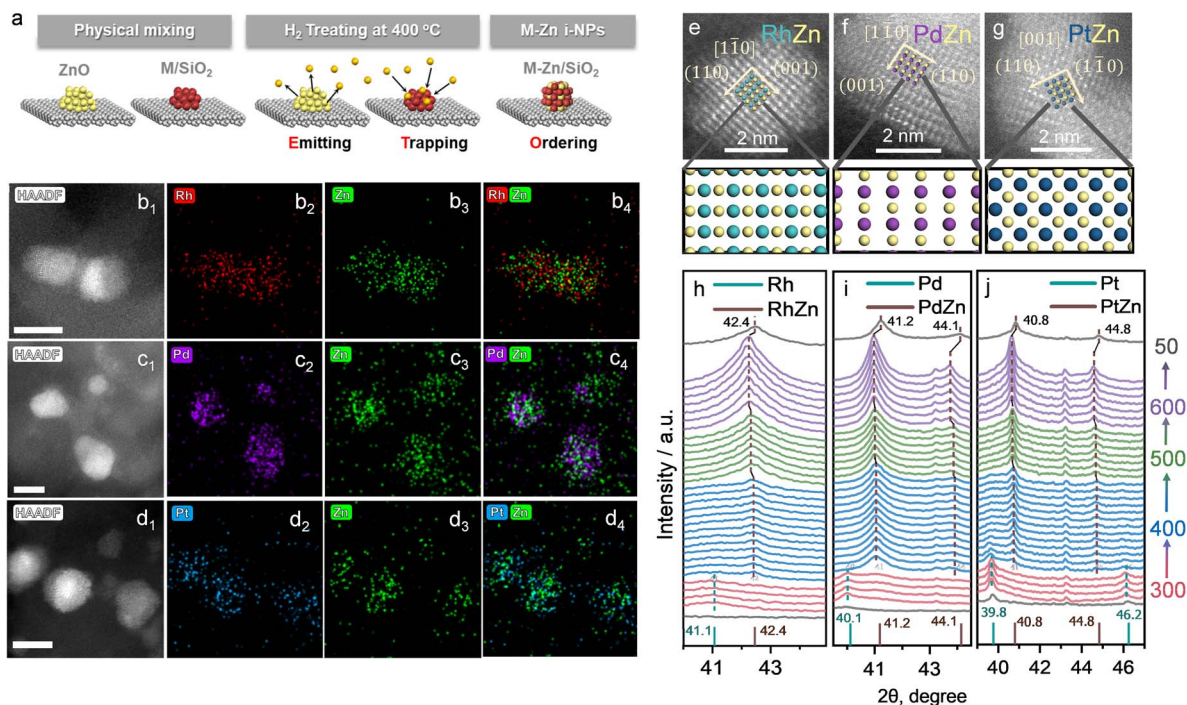 a
Physical mixing
H₂ Treating at 400 °C
M-Zn i-NPs
ZnO
M/SiO₂
M-Zn/SiO₂
Emitting
Trapping
Ordering
HAADF
b₁
Rh
b₂
Zn
b₃
Rh Zn
b₄
HAADF
c₁
Pd
c₂
Zn
c₃
Pd Zn
c₄
HAADF
d₁
Pt
d₂
Zn
d₃
Pt Zn
d₄
e
RhZn
[11̅0]
(110)
(001)
2 nm
f
PdZn
[11̅0]
(001)
(110)
2 nm
g
PtZn
[001]
(110)
(11̅0)
2 nm
h
Rh
RhZn
42.4
41.1
42.4
41 43
i
Pd
PdZn
41.2
44.1
40.1
41.2
44.1
41 43
j
Pt
PtZn
40.8
44.8
39.8
40.8
44.8
46.2
40 42 44 46
50
600
500
400
300
Intensity / a.u.
2θ, degree